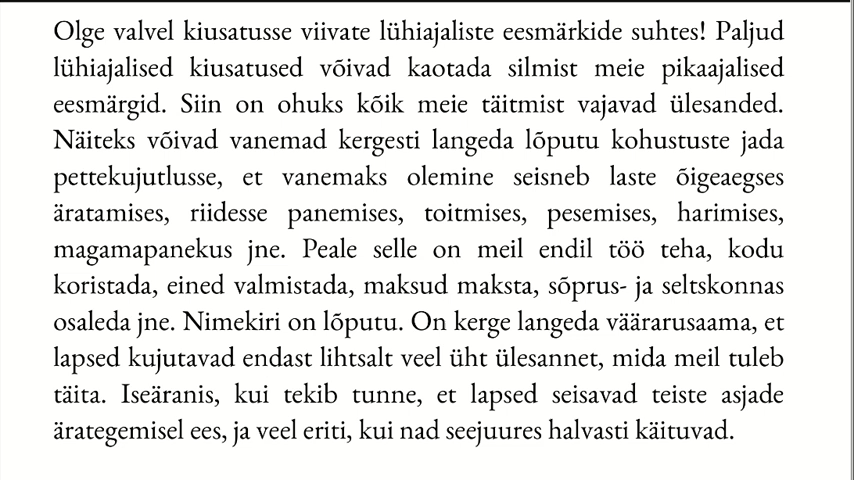 Olge valvel kiusatusse viivate lühiajaliste eesmärkide suhtes! Paljud
lühiajalised kiusatused võivad kaotada silmist meie pikaajalised
eesmärgid. Siin on ohuks kõik meie täitmist vajavad ülesanded.
Näiteks võivad vanemad kergesti langeda lõputu kohustuste jada
pettekujutlusse, et vanemaks olemine seisneb laste õigeaegses
äratamises, riidesse panemises, toitmises, pesemises, harimises,
magamapanekus jne. Peale selle on meil endil töö teha, kodu
koristada, eined valmistada, maksud maksta, sõprus- ja seltskonnas
osaleda jne. Nimekiri on lõputu. On kerge langeda väärarusaama, et
lapsed kujutavad endast lihtsalt veel üht ülesannet, mida meil tuleb
täita. Iseäranis, kui tekib tunne, et lapsed seisavad teiste asjade
ärategemisel ees, ja veel eriti, kui nad seejuures halvasti käituvad.